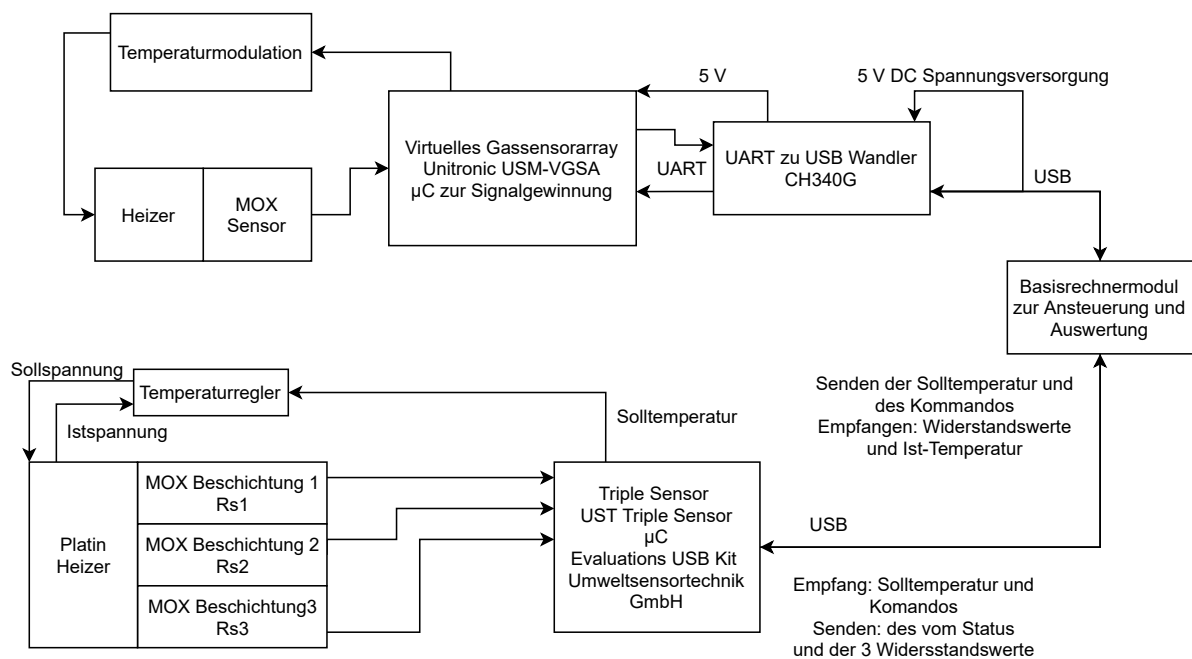 Temperaturmodulation
5 V
5 V DC Spannungsversorgung
Virtuelles Gassensorarray
Unitronic USM-VGSA
µC zur Signalgewinnung
UART
UART zu USB Wandler
CH340G
USB
Heizer
MOX
Sensor
Basisrechnermodul
zur Ansteuerung und
Auswertung
Sollspannung
Temperaturregler
Istspannung
Solltemperatur
Senden der Solltemperatur und
des Kommandos
Empfangen: Widerstandswerte
und Ist-Temperatur
Platin
Heizer
MOX Beschichtung 1
Rs1
MOX Beschichtung 2
Rs2
MOX Beschichtung3
Rs3
Triple Sensor
UST Triple Sensor
µC
Evaluations USB Kit
Umweltsensortechnik
GmbH
USB
Empfang: Solltemperatur und
Komandos
Senden: des vom Status
und der 3 Widersstandswerte